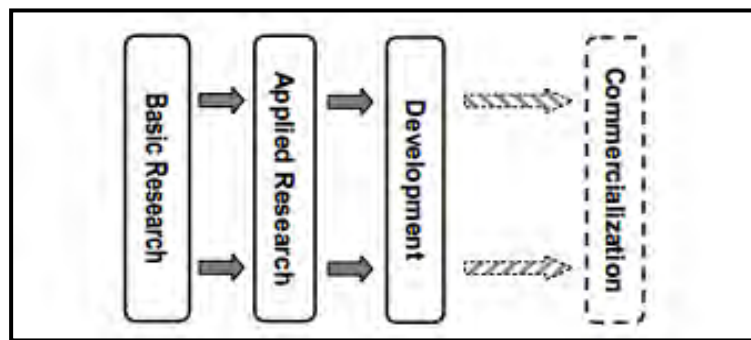 Basic Research
Applied Research
Development
Commercialization